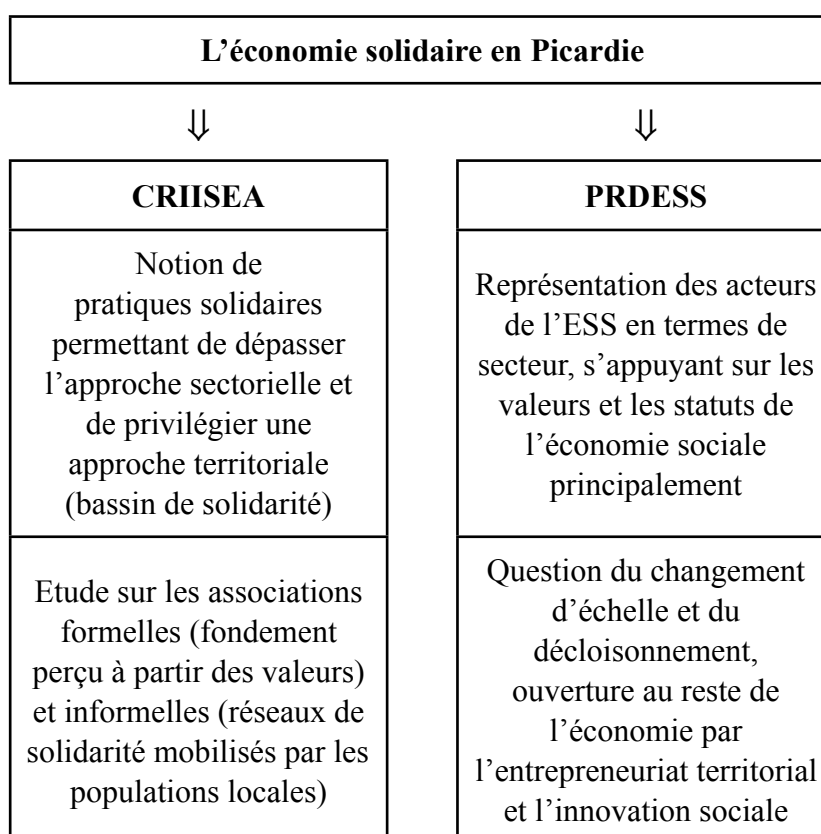 L’économie solidaire en Picardie
⇓
⇓
CRIISEA
Notion de
pratiques solidaires
permettant de dépasser
l’approche sectorielle et
de privilégier une
approche territoriale
(bassin de solidarité)
Etude sur les associations
formelles (fondement
perçu à partir des valeurs)
et informelles (réseaux de
solidarité mobilisés par les
populations locales)
PRDESS
Représentation des acteurs
de l’ESS en termes de
secteur, s’appuyant sur les
valeurs et les statuts de
l’économie sociale
principalement
Question du changement
d’échelle et du
décloisonnement,
ouverture au reste de
l’économie par
l’entrepreneuriat territorial
et l’innovation sociale